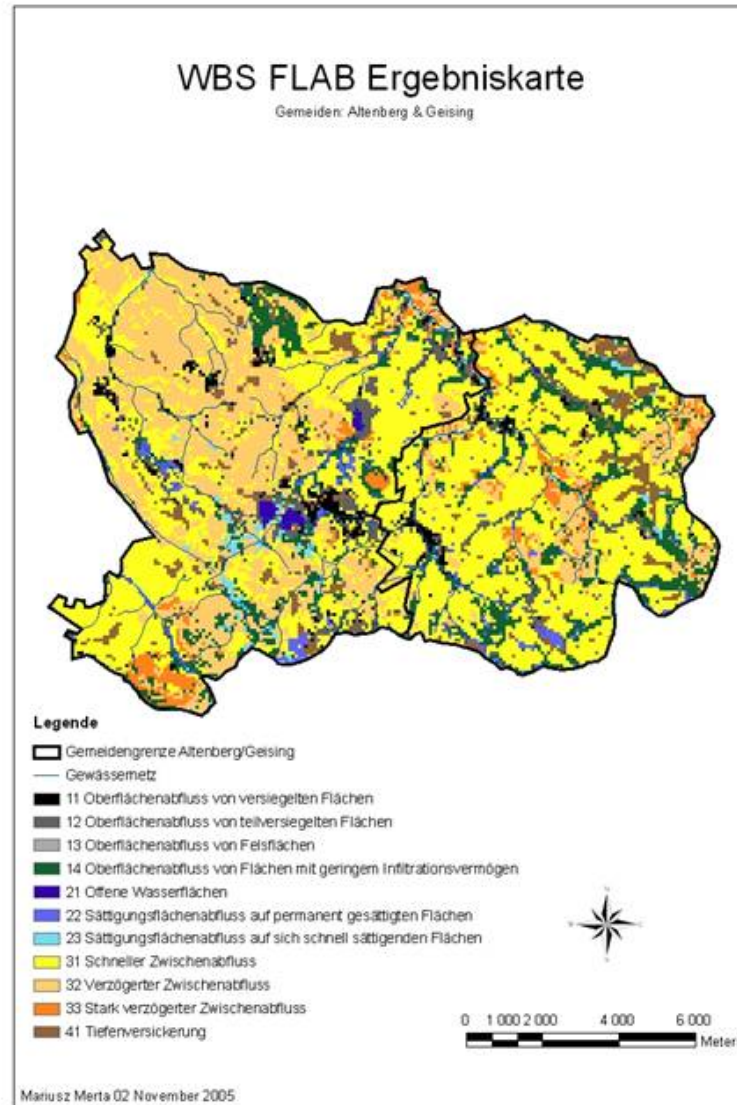 WBS FLAB Ergebniskarte
Gemeiden: Altenberg & Geising
Legende
Gemeidengrenze Altenberg/Geising
Gewässernetz
11 Oberflächenabfluss von versiegelten Flächen
12 Oberflächenabfluss von teilversiegelten Flächen
13 Oberflächenabfluss von Felsflächen
14 Oberflächenabfluss von Flächen mit geringem Infiltrationsvermögen
21 Offene Wasserflächen
22 Sättigungsflächenabfluss auf permanent gesättigten Flächen
23 Sättigungsflächenabfluss auf sich schnell sättigenden Flächen
31 Schneller Zwischenabfluss
32 Verzögerter Zwischenabfluss
33 Stark verzögerter Zwischenabfluss
41 Tiefenversickerung
0 1 000 2 000 4 000 6 000
Meter
Mariusz Merta 02 November 2005